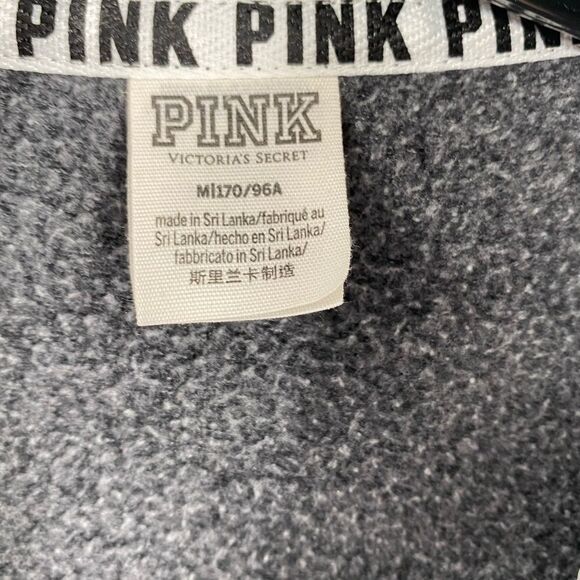 PINK PINK PIN
PINK
VICTORIA'S SECRET
M|170/96A
made in Sri Lanka/fabriqué au
Sri Lanka/hecho en Sri Lanka/
fabbricato in Sri Lanka/
斯里兰卡制造